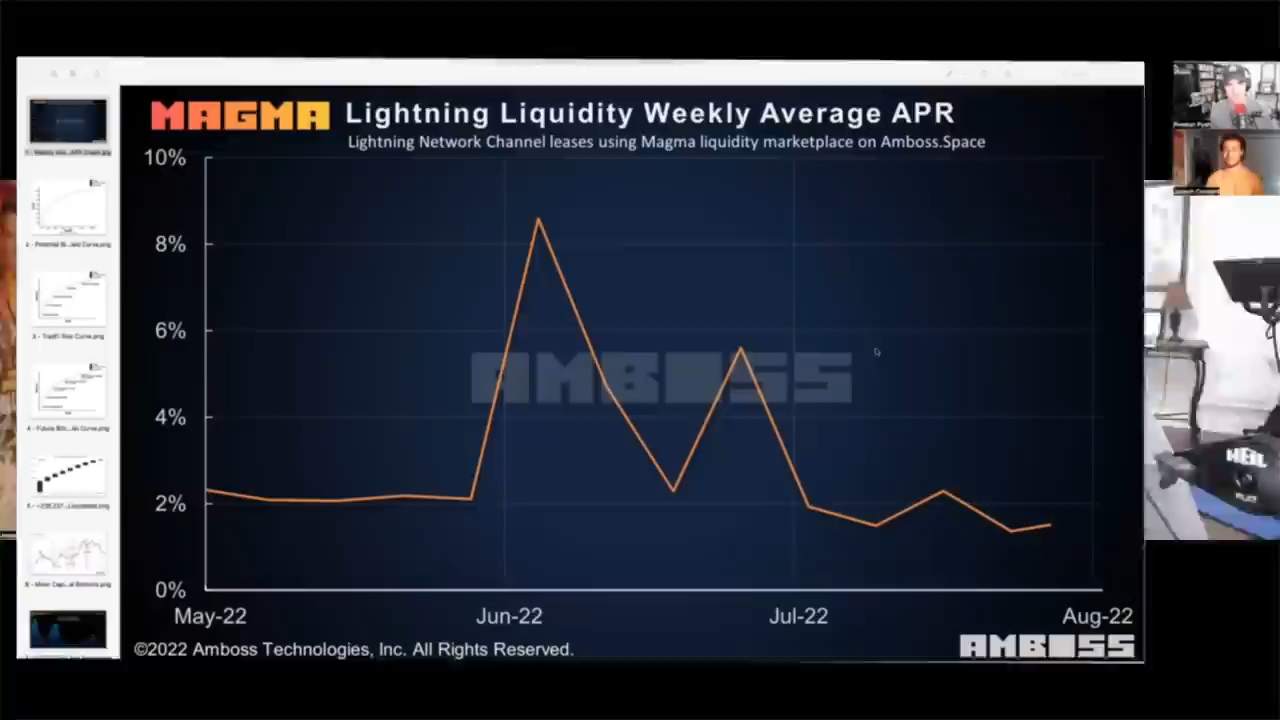 MAGMA Lightning Liquidity Weekly Average APR
Lightning Network Channel leases using Magma liquidity marketplace on Amboss.Space
10%
8%
6%
4%
2%
0%
AMBOSS
May-22
Jun-22
Jul-22
Aug-22
©2022 Amboss Technologies, Inc. All Rights Reserved.
AMBOSS